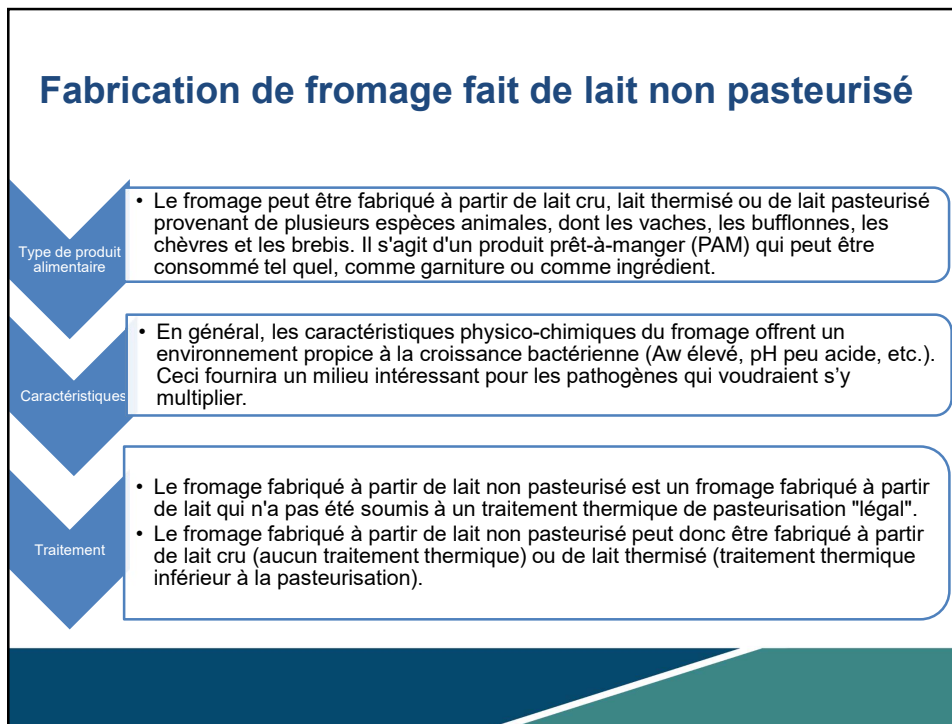 Fabrication de fromage fait de lait non pasteurisé
Type de produit
alimentaire
• Le fromage peut être fabriqué à partir de lait cru, lait thermisé ou de lait pasteurisé
provenant de plusieurs espèces animales, dont les vaches, les bufflonnes, les
chèvres et les brebis. Il s'agit d'un produit prêt-à-manger (PAM) qui peut être
consommé tel quel, comme garniture ou comme ingrédient.
Caractéristiques
• En général, les caractéristiques physico-chimiques du fromage offrent un
environnement propice à la croissance bactérienne (Aw élevé, pH peu acide, etc.).
Ceci fournira un milieu intéressant pour les pathogènes qui voudraient s’y
multiplier.
Traitement
• Le fromage fabriqué à partir de lait non pasteurisé est un fromage fabriqué à partir
de lait qui n'a pas été soumis à un traitement thermique de pasteurisation "légal".
• Le fromage fabriqué à partir de lait non pasteurisé peut donc être fabriqué à partir
de lait cru (aucun traitement thermique) ou de lait thermisé (traitement thermique
inférieur à la pasteurisation).